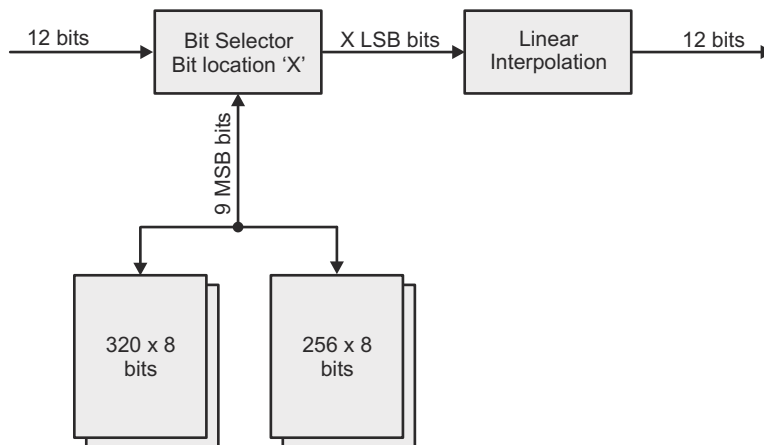 12 bits
Bit Selector
Bit location ‘X’
X LSB bits
Linear
Interpolation
12 bits
9 MSB bits
320 x 8
bits
256 x 8
bits